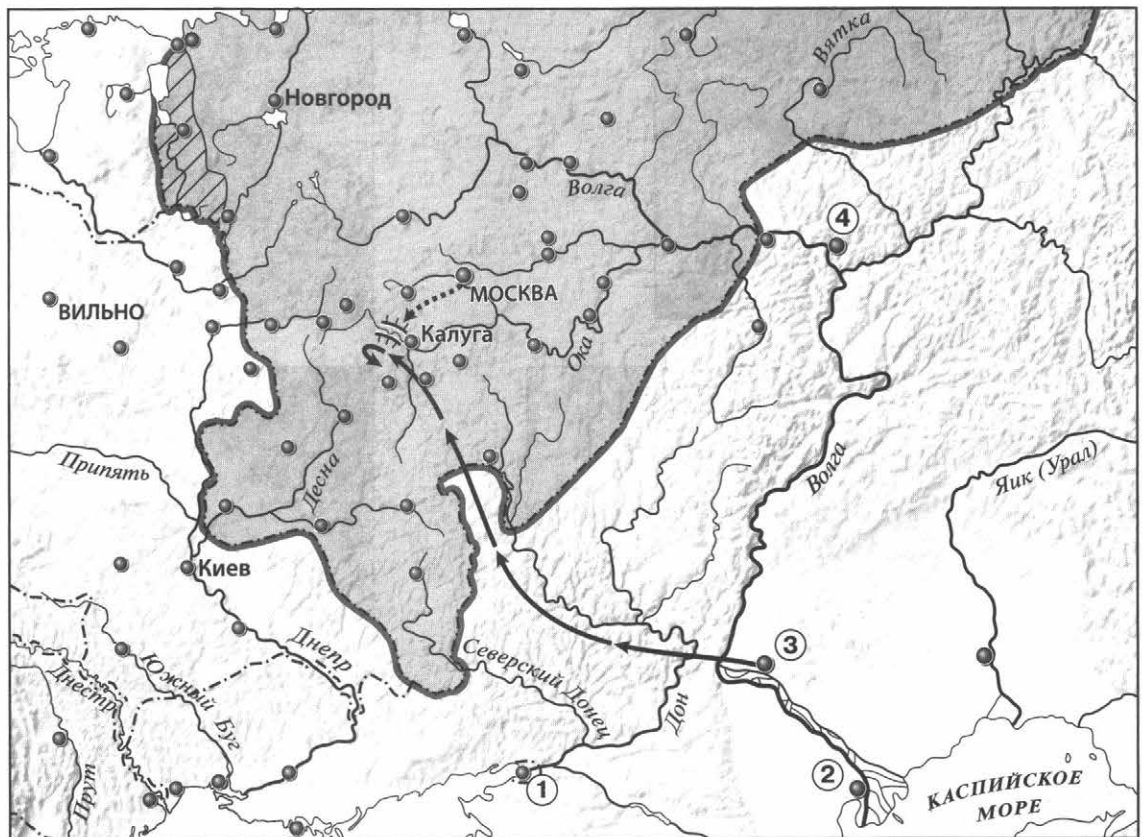 Вятка
Новгород
Волга
4
МОСКВА
ВИЛЬНО
Калуга
Ока
Волга
Припять
Десна
Яик (Урал)
Киев
Днепр
3
Северский Донец
Южный Буг
Днестр
Дон
Прут
2
1
КАСПИЙСКОЕ
МОРЕ